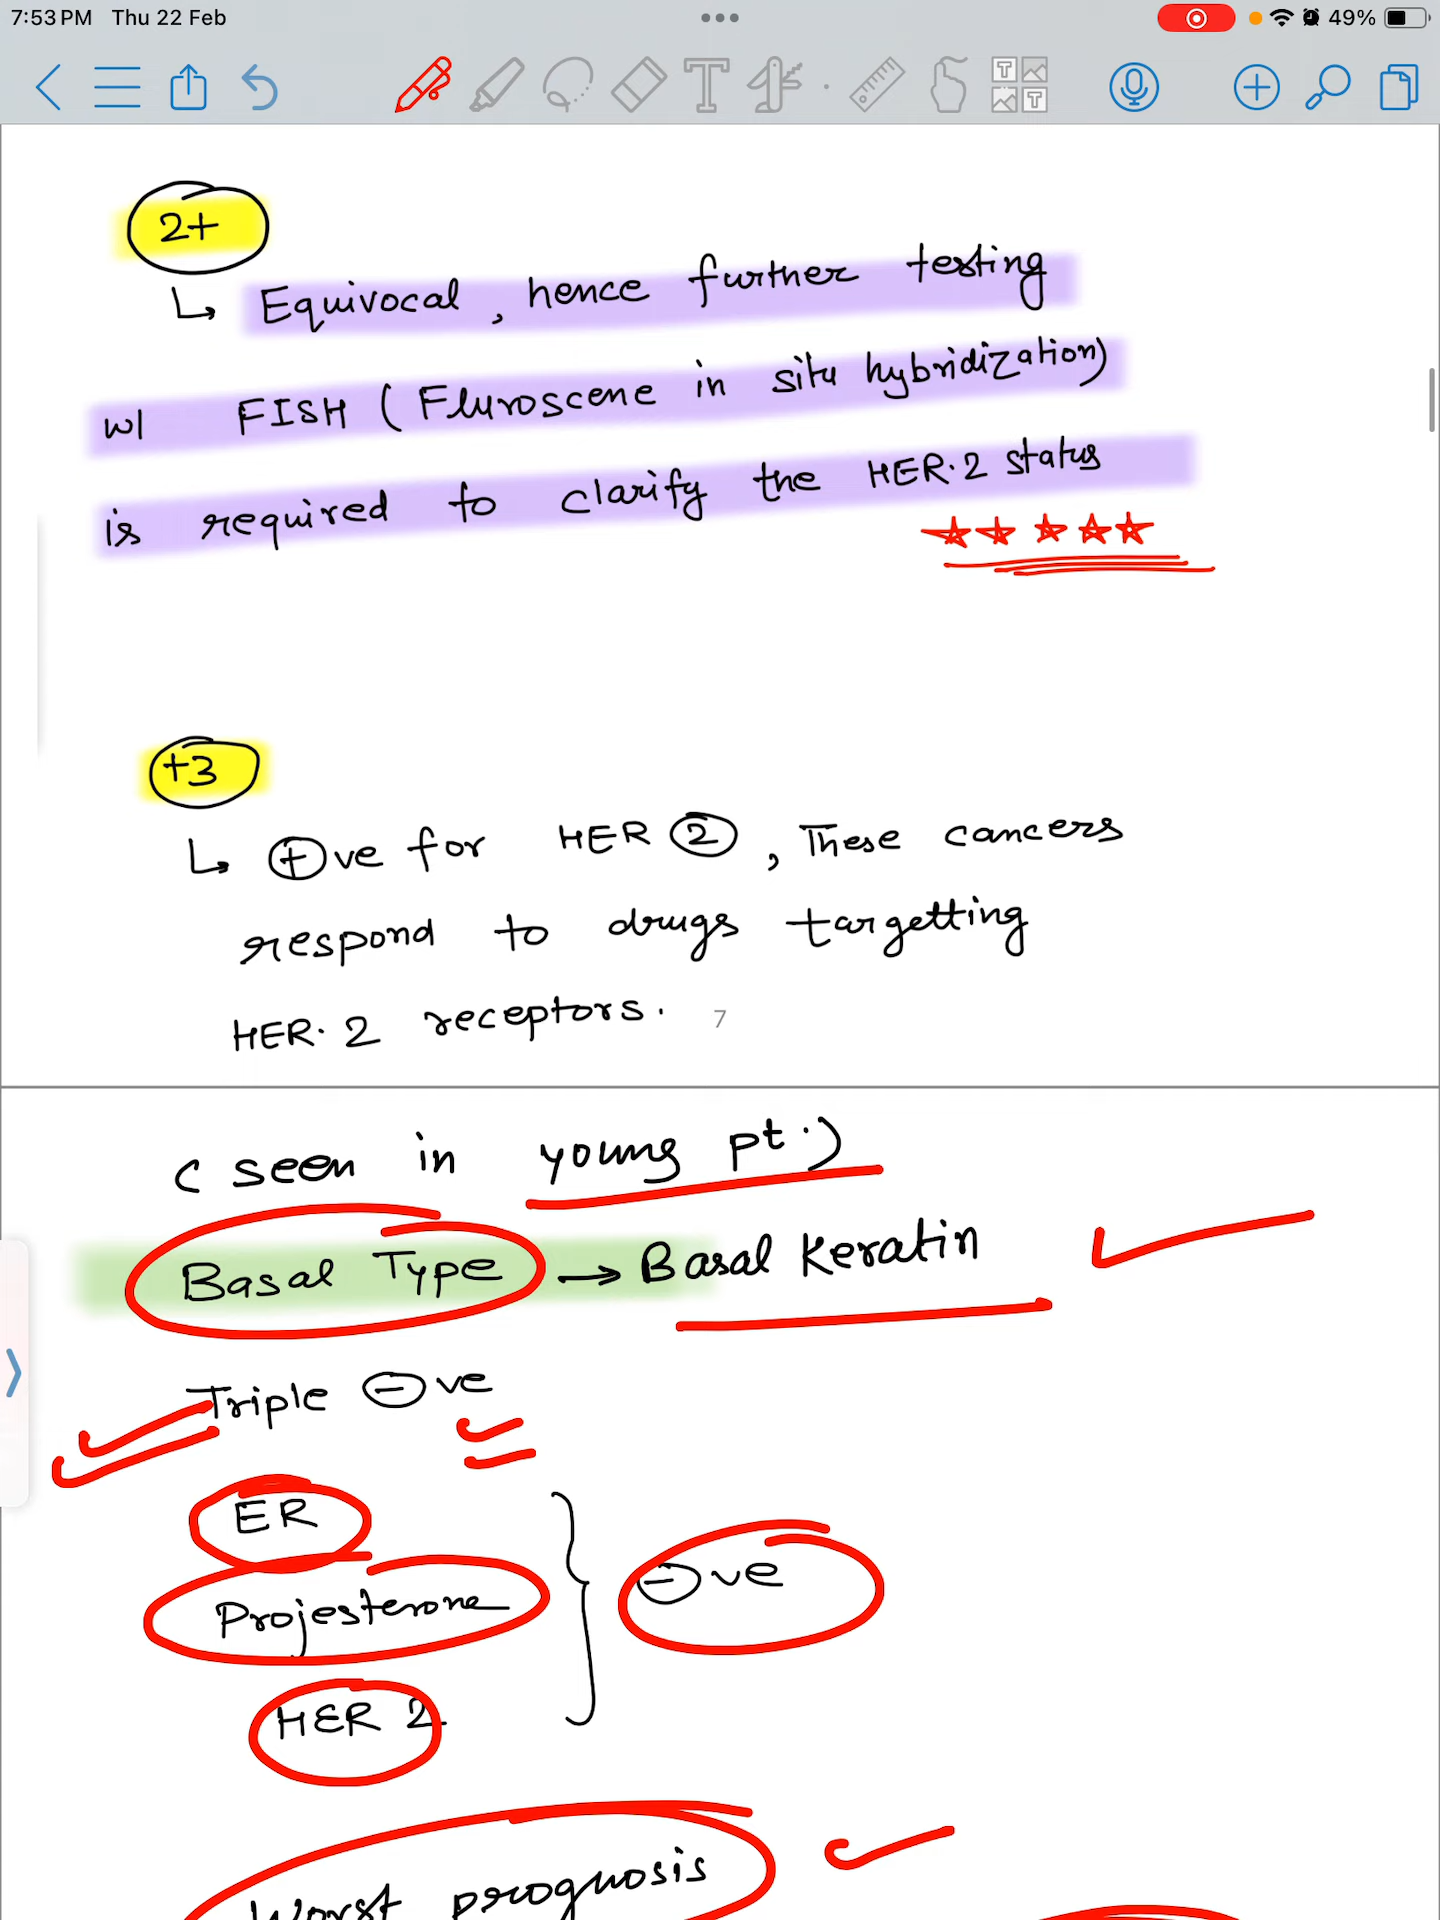 7:53 PM Thu 22 Feb
49%
2+
↳ Equivocal, hence further testing
w/ FISH (Fluroscene in situ hybridization)
is required to clarify the HER·2 status
+3
↳ ⊕ve for HER ②, These cancers
respond to drugs targetting
HER·2 receptors.
7
( seen in young pt.)
Basal Type → Basal Keratin
Triple ⊖ve
ER
Projesterone
⊖ve
HER 2
Worst prognosis